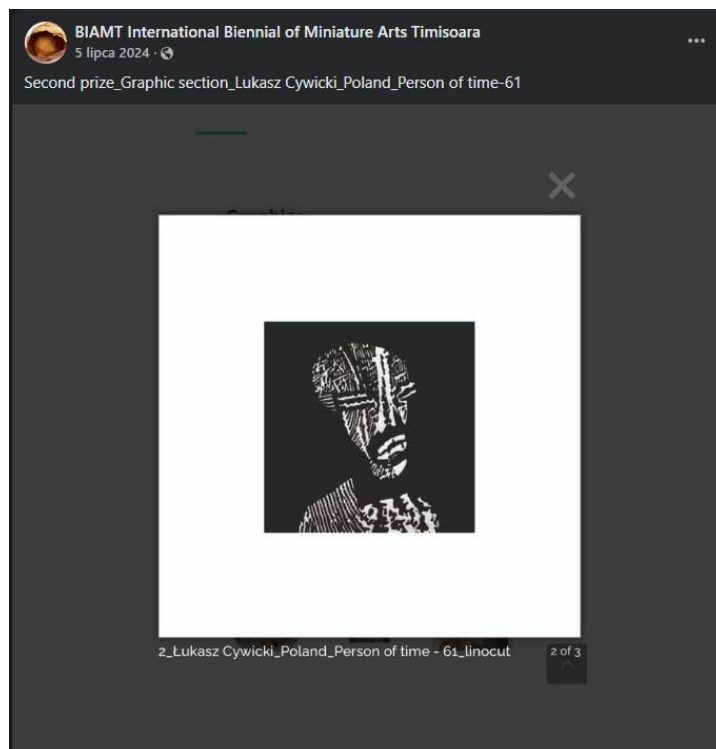 BIAMT International Biennial of Miniature Arts Timisoara
5 lipca 2024 ·
Second prize_Graphic section_Lukasz Cywicki_Poland_Person of time-61
2_Łukasz Cywicki_Poland_Person of time - 61_linocut
2 of 3